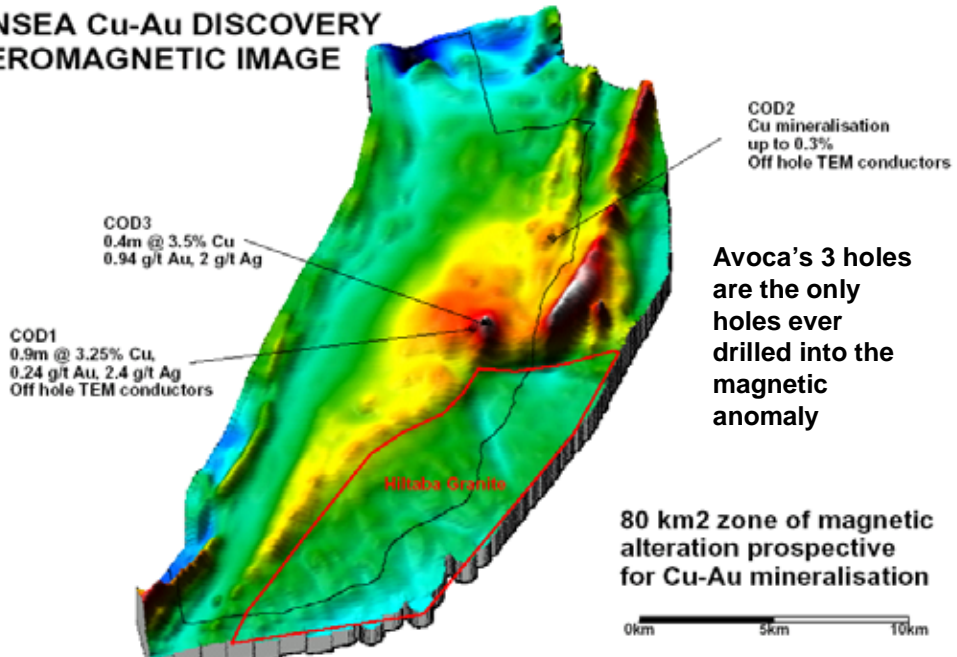 NSEA Cu-Au DISCOVERY
EROMAGNETIC IMAGE
COD2
Cu mineralisation
up to 0.3%
Off hole TEM conductors
COD3
0.4m @ 3.5% Cu
0.94 g/t Au, 2 g/t Ag
Avoca's 3 holes
are the only
holes ever
drilled into the
magnetic
anomaly
COD1
0.9m @ 3.25% Cu,
0.24 g/t Au, 2.4 g/t Ag
Off hole TEM conductors
Hiltaba Granite
80 km2 zone of magnetic
alteration prospective
for Cu-Au mineralisation
0km 5km 10km